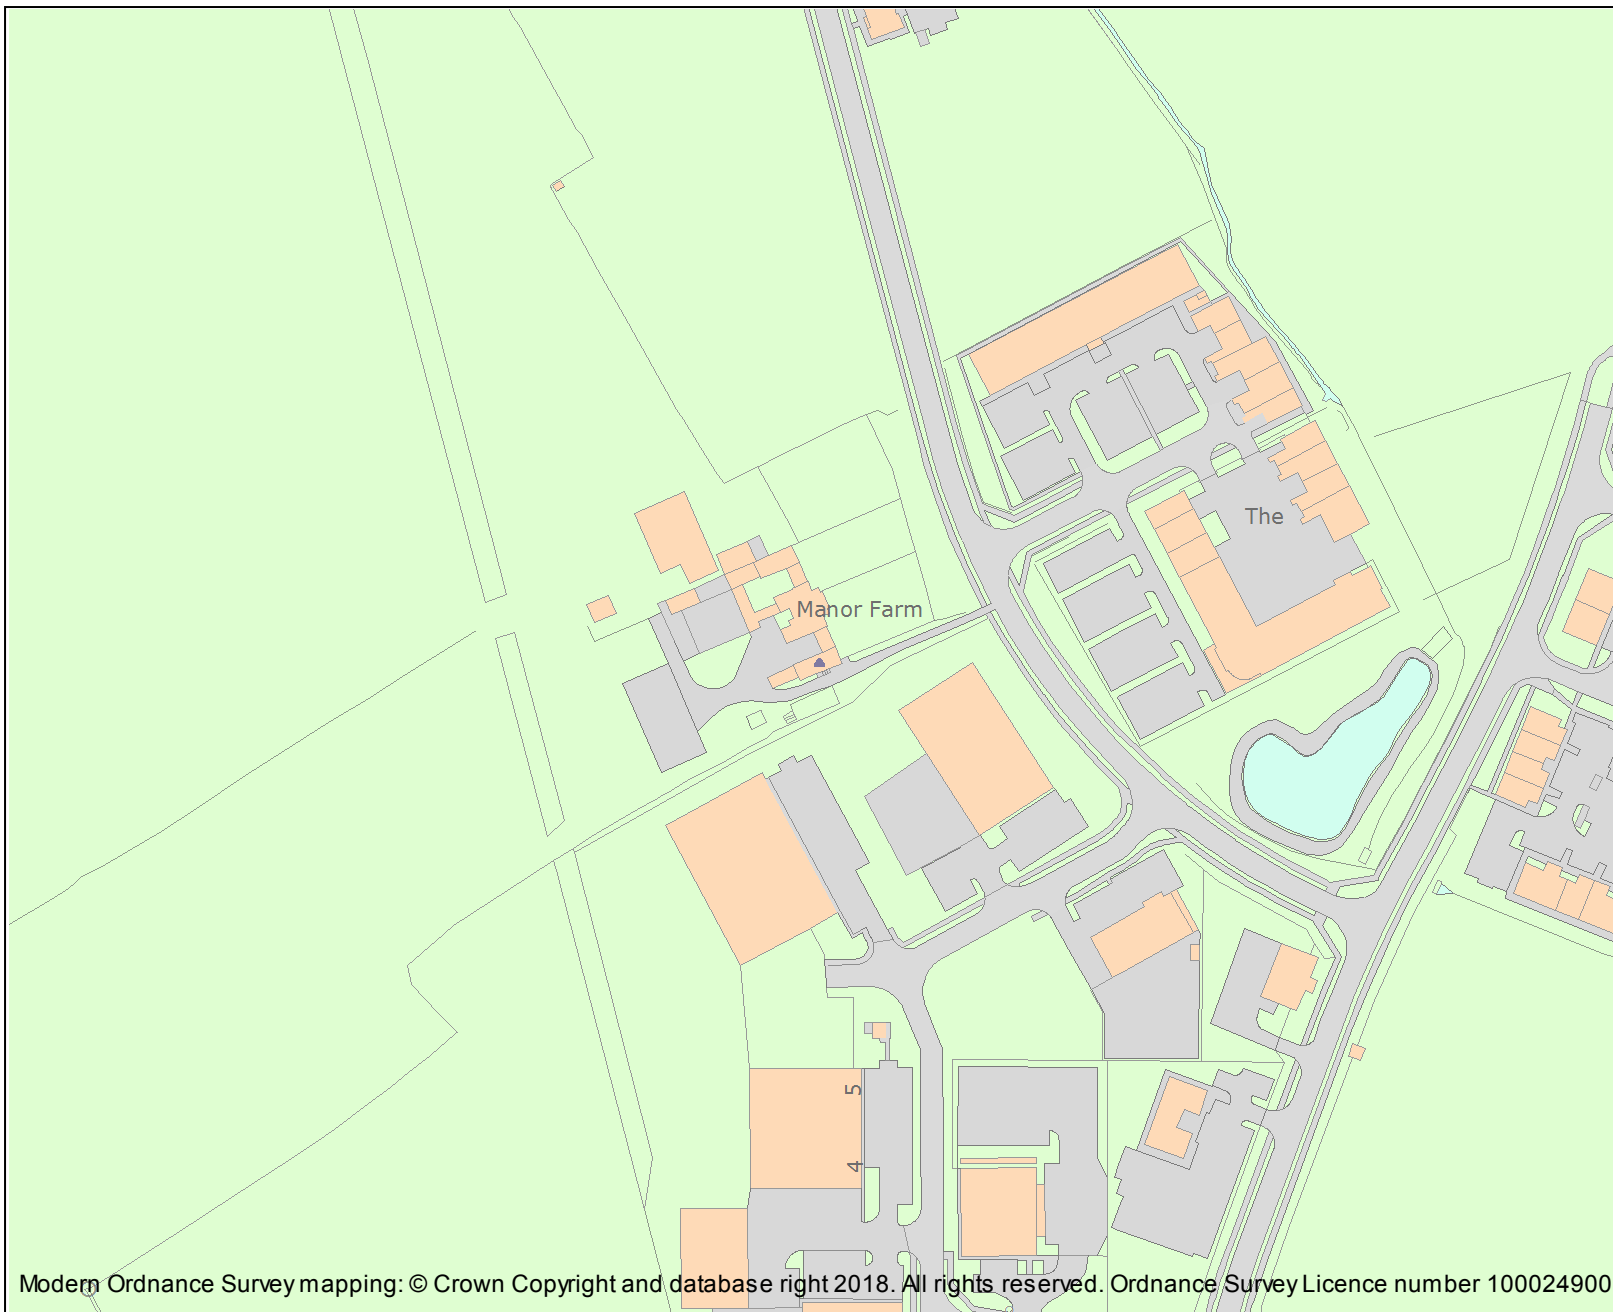 The
Manor Farm
5
4
Modern Ordnance Survey mapping: © Crown Copyright and database right 2018. All rights reserved. Ordnance Survey Licence number 100024900